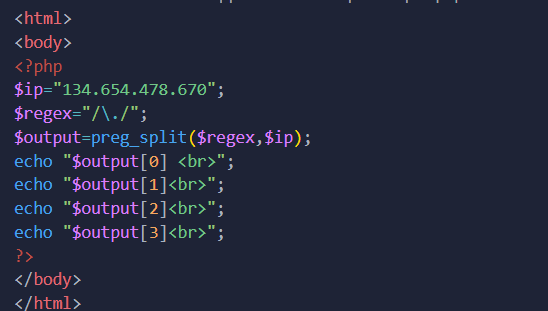 <html>
<body>
<?php
$ip="134.654.478.670";
$regex="/\./";
$output=preg_split($regex,$ip);
echo "$output[0] <br>";
echo "$output[1]<br>";
echo "$output[2]<br>";
echo "$output[3]<br>";
?>
</body>
</html>